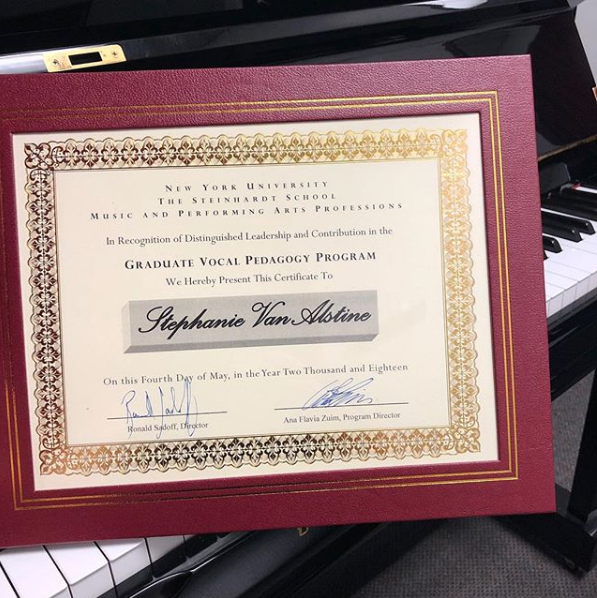 New York University
The Steinhardt School
Music and Performing Arts Professions
In Recognition of Distinguished Leadership and Contribution in the
Graduate Vocal Pedagogy Program
We Hereby Present This Certificate To
Stephanie Van Alstine
On this Fourth Day of May, in the Year Two Thousand and Eighteen
Ronald Sadoff, Director
Ana Flavia Zuim, Program Director